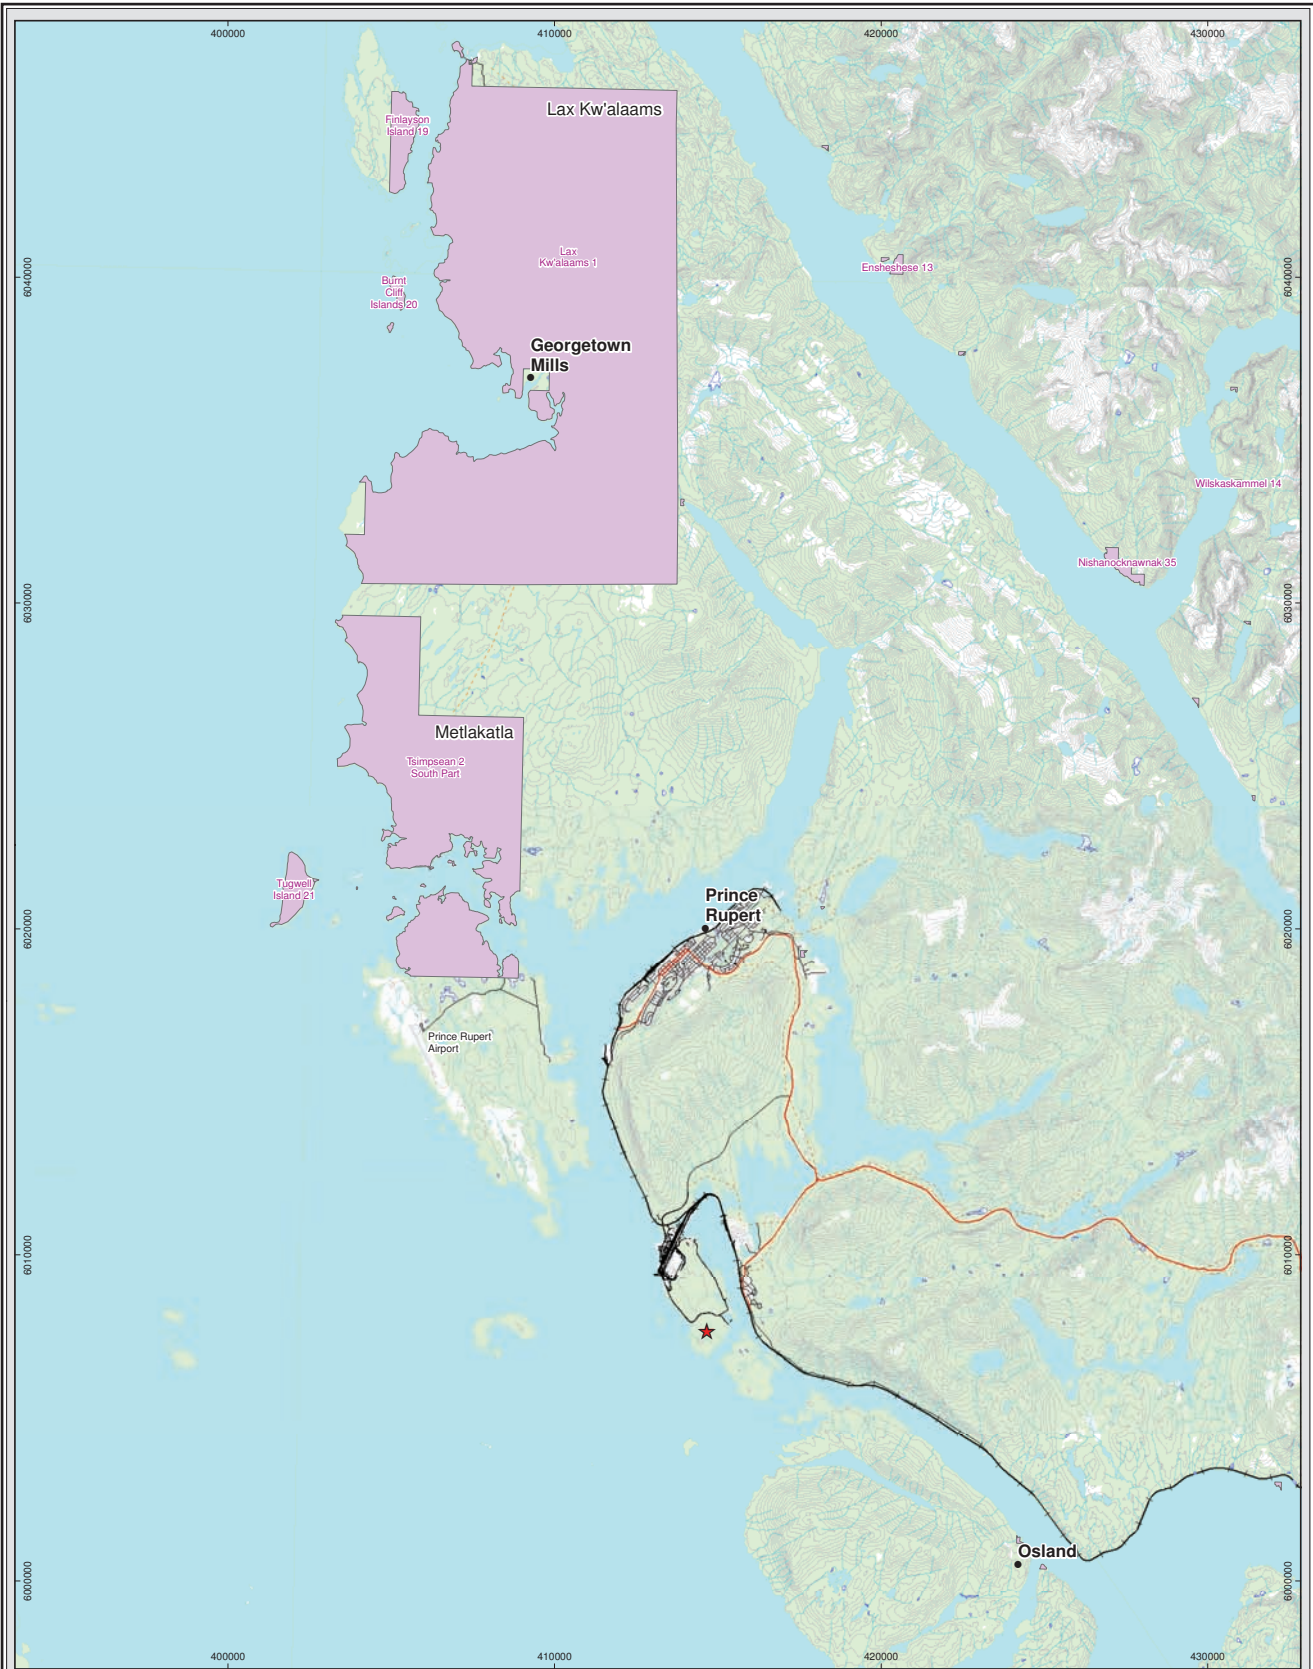 400000
410000
420000
430000
Lax Kw'alaams
Finlayson
Island 19
Lax
Kw'alaams 1
Ensheshese 13
6040000
6040000
Burnt
Cliff
Islands 20
Georgetown
Mills
Wilskaskammel 14
Nishanocknawnak 35
6030000
6030000
Metlakatla
Tsimpsean 2
South Part
Tugwell
Island 21
Prince
Rupert
6020000
6020000
Prince Rupert
Airport
6010000
6010000
Osland
6000000
6000000
400000
410000
420000
430000